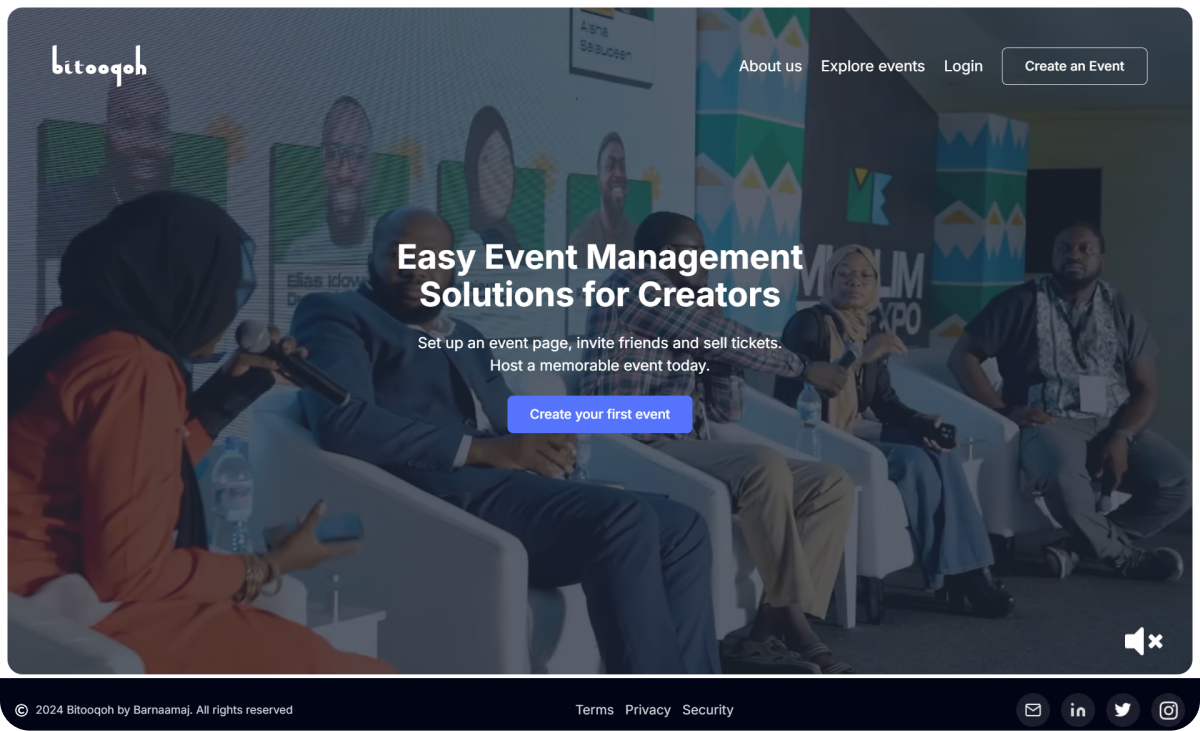 bitooqoh
About us Explore events Login Create an Event
Aisha
Salaudeen
Elias Idow
Easy Event Management
Solutions for Creators
Set up an event page, invite friends and sell tickets.
Host a memorable event today.
Create your first event
© 2024 Bitooqoh by Barnaamaj. All rights reserved
Terms Privacy Security